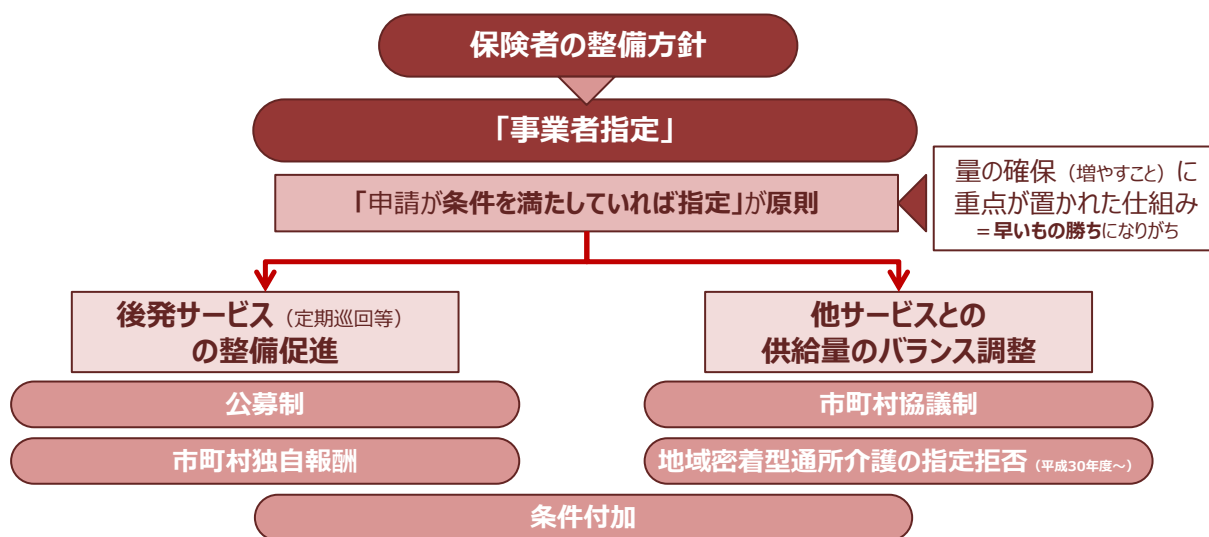 保険者の整備方針
「事業者指定」
「申請が条件を満たしていれば指定」が原則
量の確保（増やすこと）に
重点が置かれた仕組み
＝早いもの勝ちになりがち
後発サービス（定期巡回等）
の整備促進
他サービスとの
供給量のバランス調整
公募制
市町村協議制
市町村独自報酬
地域密着型通所介護の指定拒否（平成30年度～）
条件付加